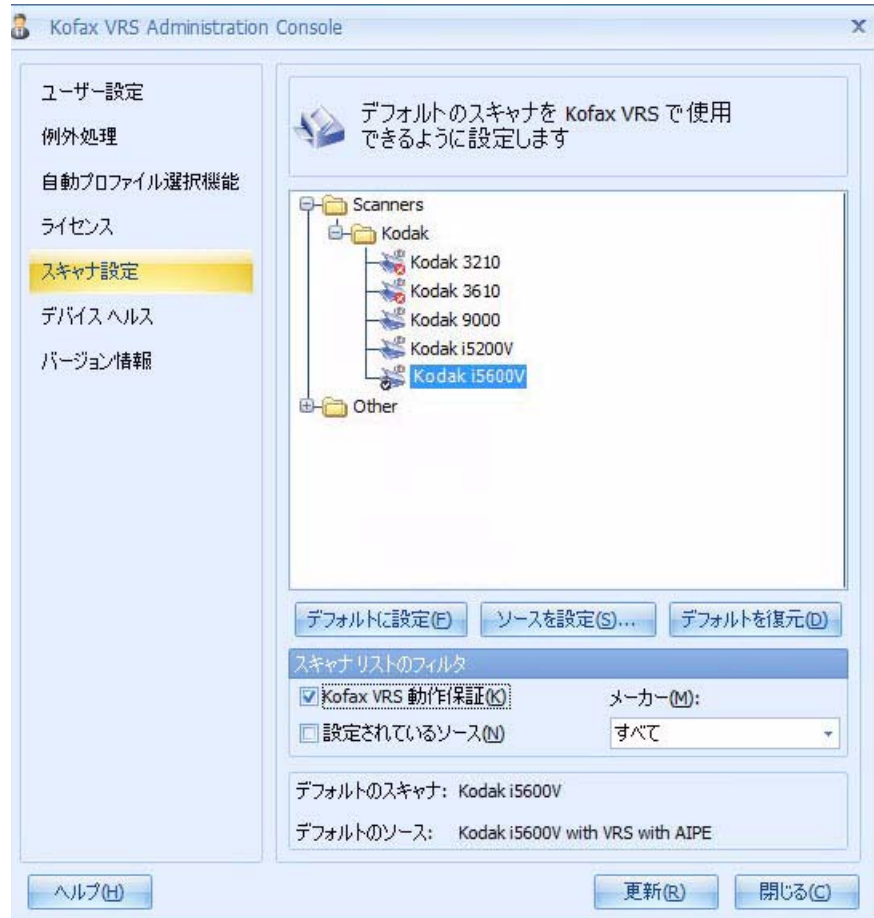 Kofax VRS Administration Console
ユーザー設定
例外処理
自動プロファイル選択機能
ライセンス
スキャナ設定
デバイス ヘルス
バージョン情報
デフォルトのスキャナを Kofax VRS で使用
できるように設定します
Scanners
Kodak
Kodak 3210
Kodak 3610
Kodak 9000
Kodak i5200V
Kodak i5600V
Other
デフォルトに設定(F)
ソースを設定(S)...
デフォルトを復元(D)
スキャナ リストのフィルタ
Kofax VRS 動作保証(K)
メーカー(M):
設定されているソース(N)
すべて
デフォルトのスキャナ: Kodak i5600V
デフォルトのソース: Kodak i5600V with VRS with AIPE
ヘルプ(H)
更新(R)
閉じる(C)